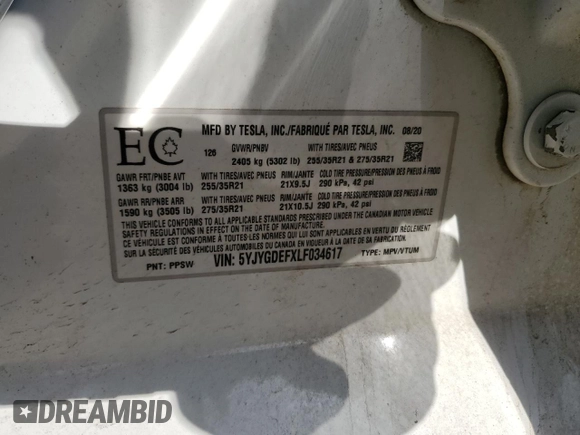 EC
MFD BY TESLA, INC./FABRIQUÉ PAR TESLA, INC. 08/20
126 GVWR/PNBV WITH TIRES/AVEC PNEUS
2405 kg (5302 lb) 255/35R21 & 275/35R21
GAWR FRT/PNBE AVT WITH TIRES/AVEC PNEUS RIM/JANTE COLD TIRE PRESSURE/PRESSION DES PNEUS À FROID
1363 kg (3004 lb) 255/35R21 21X9.5J 290 kPa, 42 psi
GAWR RR/PNBE ARR WITH TIRES/AVEC PNEUS RIM/JANTE COLD TIRE PRESSURE/PRESSION DES PNEUS À FROID
1590 kg (3505 lb) 275/35R21 21X10.5J 290 kPa, 42 psi
THIS VEHICLE CONFORMS TO ALL APPLICABLE STANDARDS PRESCRIBED UNDER THE CANADIAN MOTOR VEHICLE
SAFETY REGULATIONS IN EFFECT ON THE DATE OF MANUFACTURE.
CE VÉHICULE EST CONFORME À TOUTES LES NORMES QUI LUI SONT APPLICABLES EN VERTU DU RÈGLEMENT
SUR LA SÉCURITÉ DES VÉHICULES AUTOMOBILES DU CANADA EN VIGUEUR À LA DATE DE SA FABRICATION.
PNT: PPSW VIN: 5YJYGDEFXLF034617 TYPE: MPV/VTUM
DREAMBID